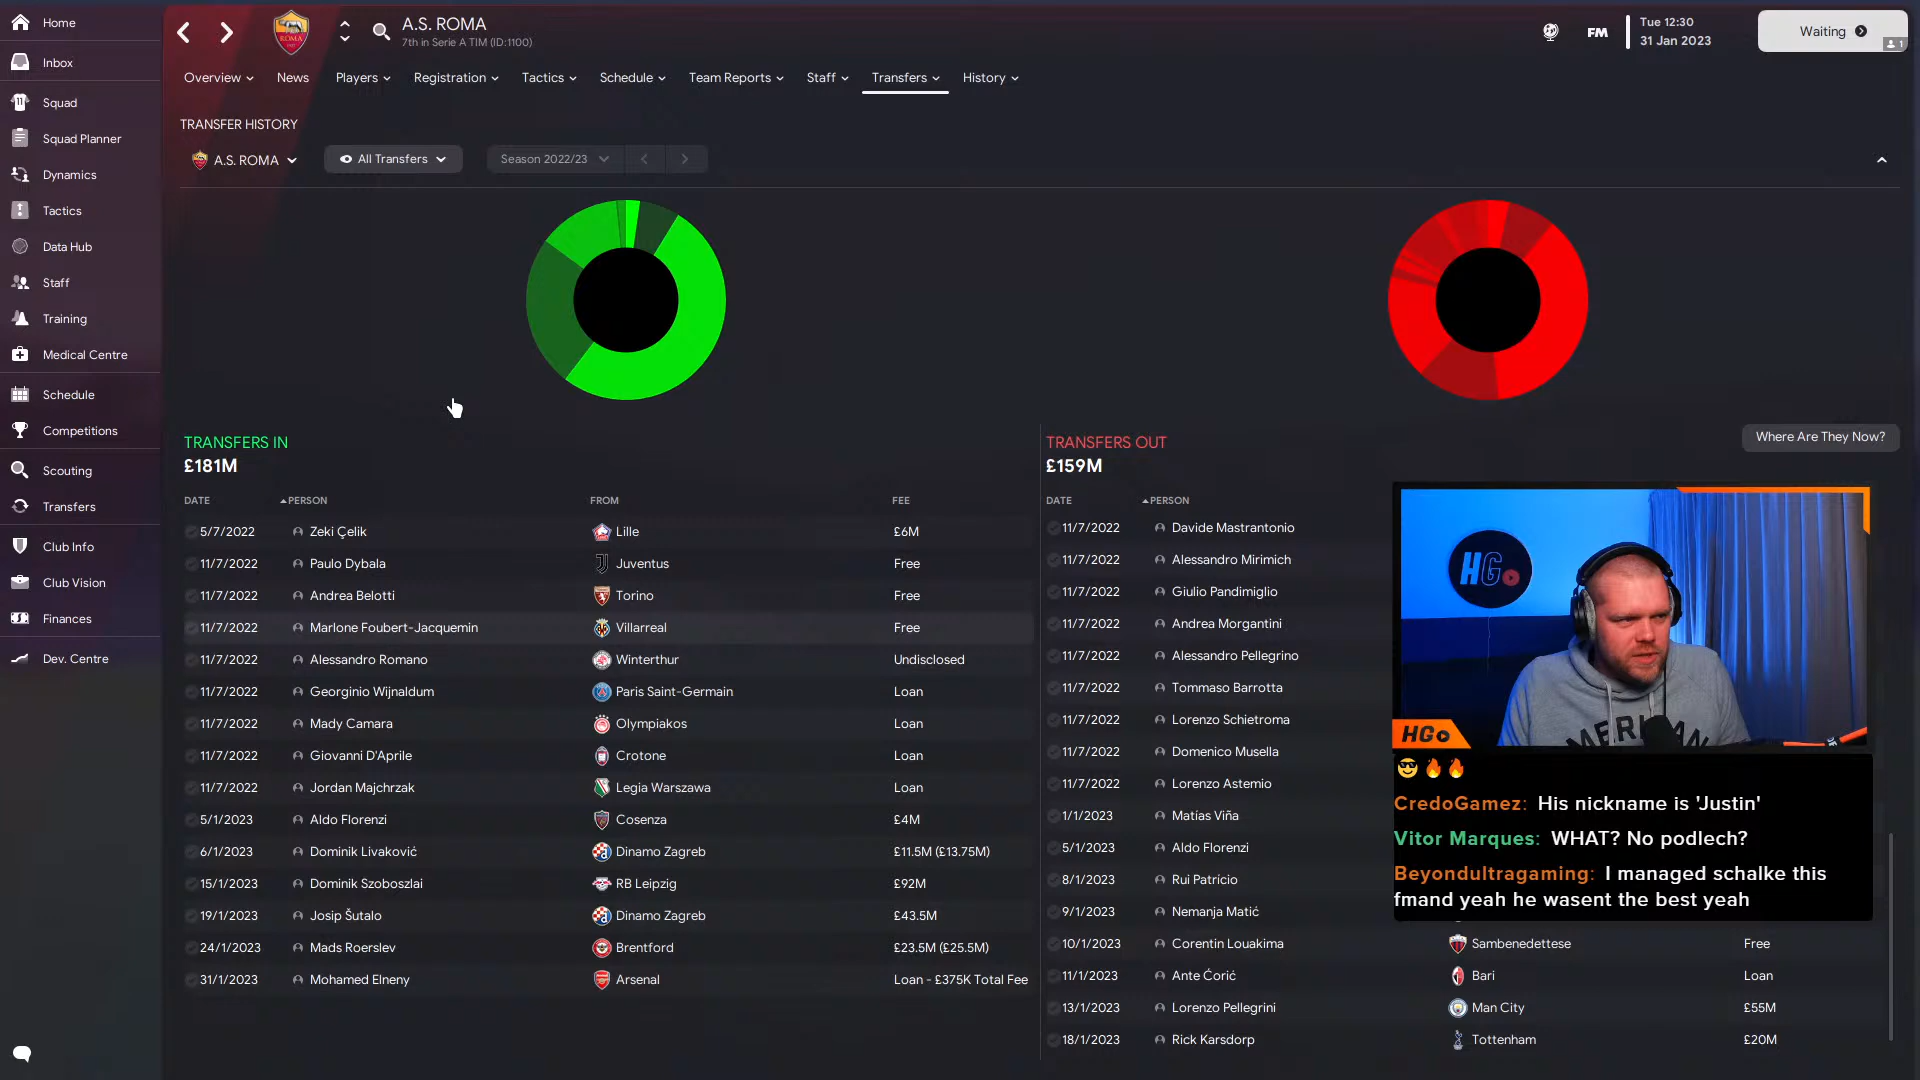 Home
A.S. ROMA
7th in Serie A TIM (ID:1100)
FM
Tue 12:30
31 Jan 2023
Waiting
1
Inbox
Overview
News
Players
Registration
Tactics
Schedule
Team Reports
Staff
Transfers
History
Squad
Squad Planner
Dynamics
Tactics
Data Hub
Staff
Training
Medical Centre
Schedule
Competitions
Scouting
Transfers
Club Info
Club Vision
Finances
Dev. Centre
TRANSFER HISTORY
A.S. ROMA
All Transfers
Season 2022/23
TRANSFERS IN
£181M
DATE PERSON FROM FEE
5/7/2022 Zeki Çelik Lille £6M
11/7/2022 Paulo Dybala Juventus Free
11/7/2022 Andrea Belotti Torino Free
11/7/2022 Marlone Foubert-Jacquemin Villarreal Free
11/7/2022 Alessandro Romano Winterthur Undisclosed
11/7/2022 Georginio Wijnaldum Paris Saint-Germain Loan
11/7/2022 Mady Camara Olympiakos Loan
11/7/2022 Giovanni D'Aprile Crotone Loan
11/7/2022 Jordan Majchrzak Legia Warszawa Loan
5/1/2023 Aldo Florenzi Cosenza £4M
6/1/2023 Dominik Livaković Dinamo Zagreb £11.5M (£13.75M)
15/1/2023 Dominik Szoboszlai RB Leipzig £92M
19/1/2023 Josip Šutalo Dinamo Zagreb £43.5M
24/1/2023 Mads Roerslev Brentford £23.5M (£25.5M)
31/1/2023 Mohamed Elneny Arsenal Loan - £375K Total Fee
TRANSFERS OUT
£159M
Where Are They Now?
DATE PERSON
11/7/2022 Davide Mastrantonio
11/7/2022 Alessandro Mirimich
11/7/2022 Giulio Pandimiglio
11/7/2022 Andrea Morgantini
11/7/2022 Alessandro Pellegrino
11/7/2022 Tommaso Barrotta
11/7/2022 Lorenzo Schietroma
11/7/2022 Domenico Musella
11/7/2022 Lorenzo Astemio
1/1/2023 Matías Viña
5/1/2023 Aldo Florenzi
8/1/2023 Rui Patrício
9/1/2023 Nemanja Matić
10/1/2023 Corentin Louakima Sambenedettese Free
11/1/2023 Ante Ćorić Bari Loan
13/1/2023 Lorenzo Pellegrini Man City £55M
18/1/2023 Rick Karsdorp Tottenham £20M
HG
HG
CredoGamez: His nickname is 'Justin'
Vitor Marques: WHAT? No podlech?
Beyondultragaming: I managed schalke this
fmand yeah he wasent the best yeah